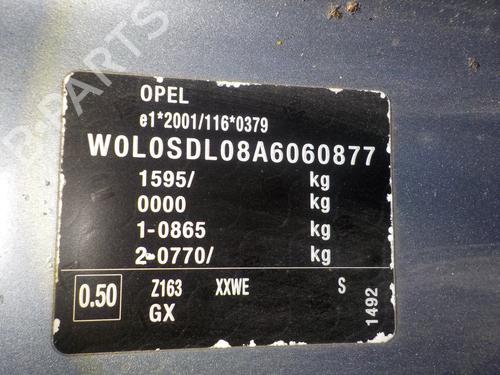 OPEL
e1*2001/116*0379
W0L0SDL08A6060877
1595/ kg
0000 kg
1-0865 kg
2-0770/ kg
0.50 Z163 XXWE S
GX
1492